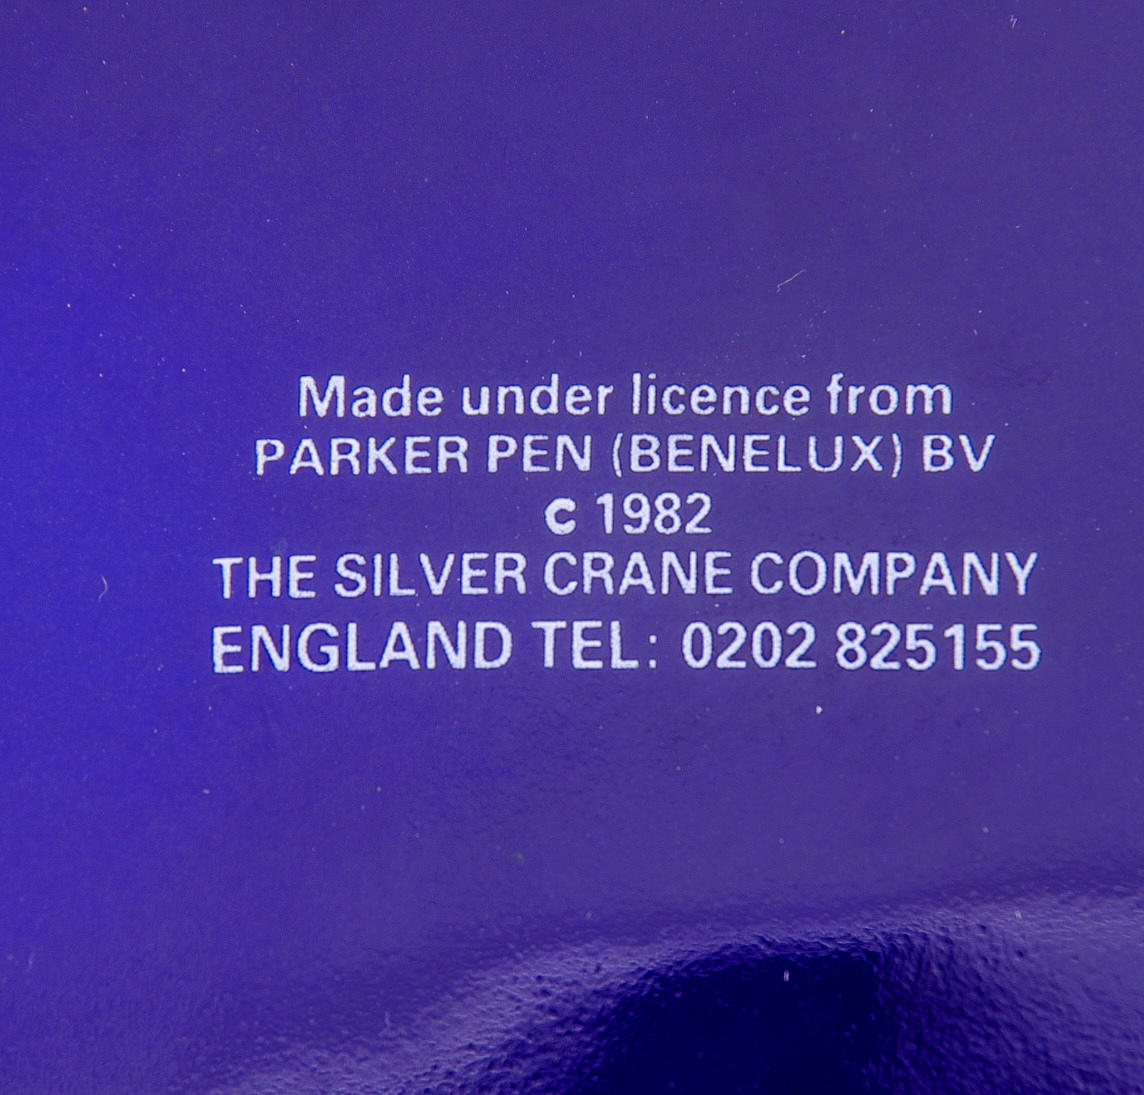 Made under licence from
PARKER PEN (BENELUX) BV
c 1982
THE SILVER CRANE COMPANY
ENGLAND TEL: 0202 825155